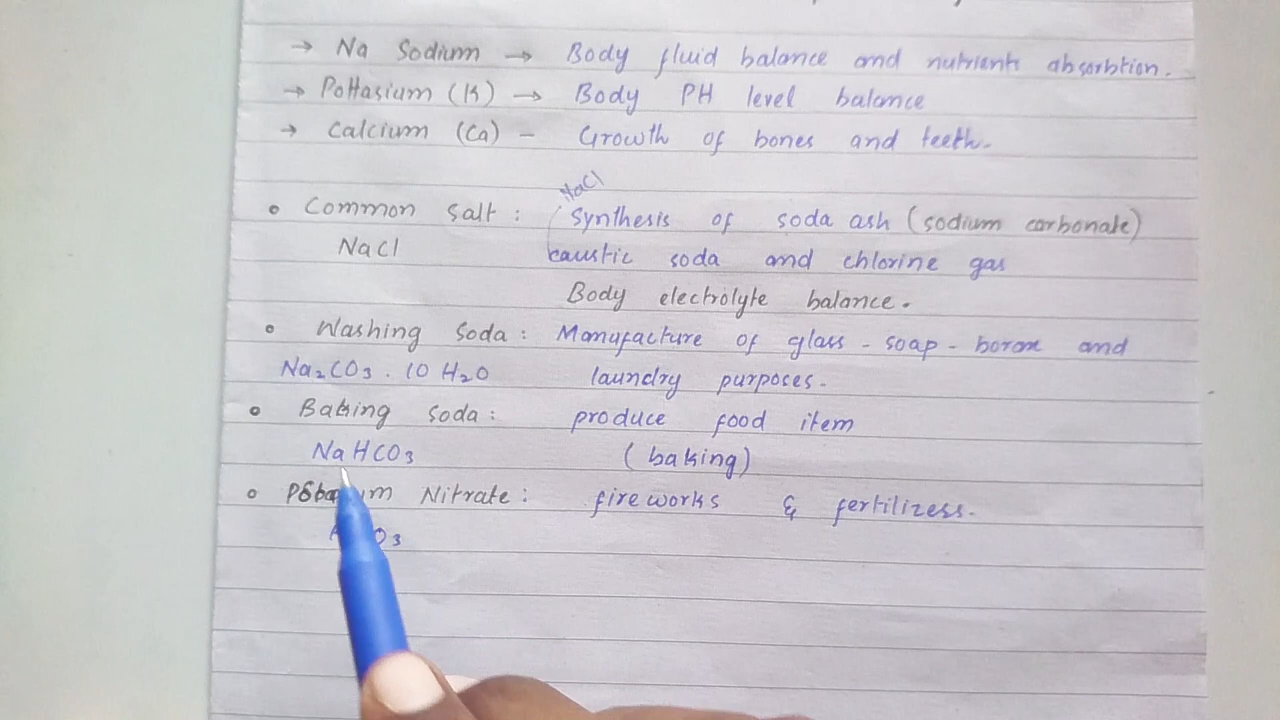 → Na Sodium → Body fluid balance and nutrients absorbtion.
→ Pottasium (K) → Body PH level balance
→ Calcium (Ca) - Growth of bones and teeth.
NaCl
• Common salt : Synthesis of soda ash (sodium carbonate)
NaCl caustic soda and chlorine gas
Body electrolyte balance.
• Washing soda : Manufacture of glass - soap - borax and
Na₂CO₃ . 10 H₂O laundry purposes.
• Baking soda : produce food item
NaHCO₃ (baking)
• Nitrate : fireworks & fertilizess.
O₃